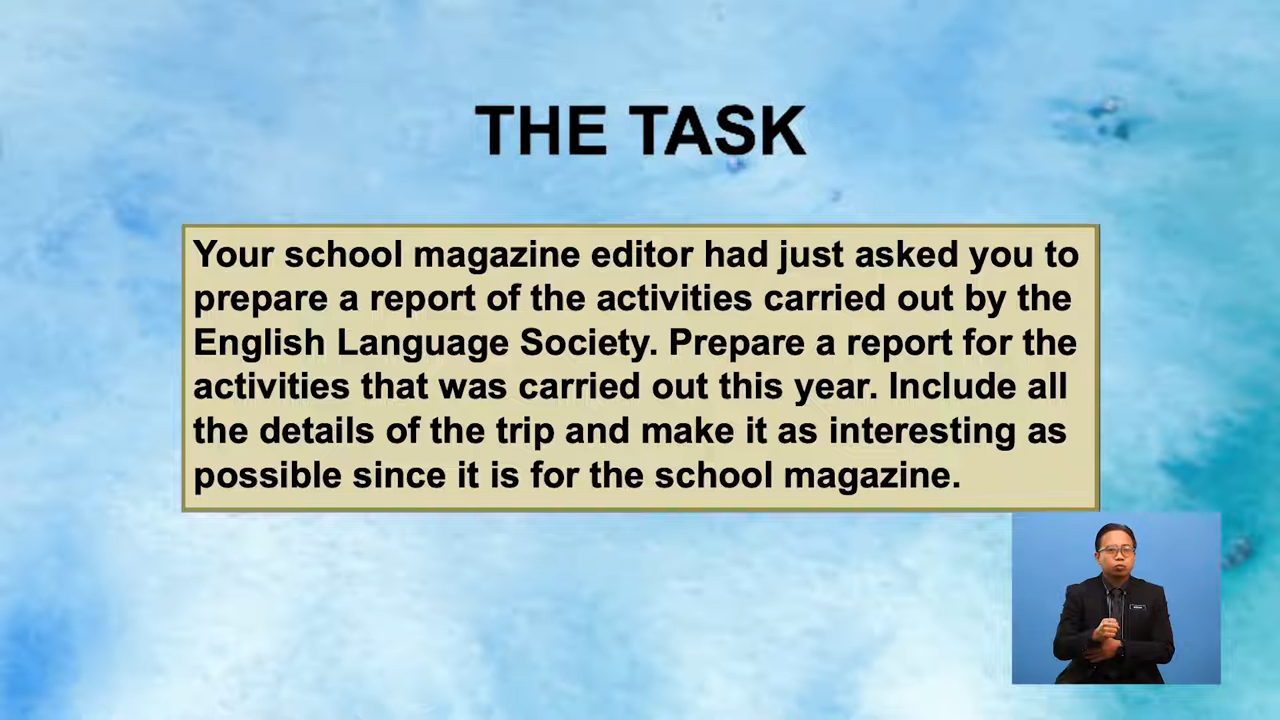 THE TASK
Your school magazine editor had just asked you to
prepare a report of the activities carried out by the
English Language Society. Prepare a report for the
activities that was carried out this year. Include all
the details of the trip and make it as interesting as
possible since it is for the school magazine.